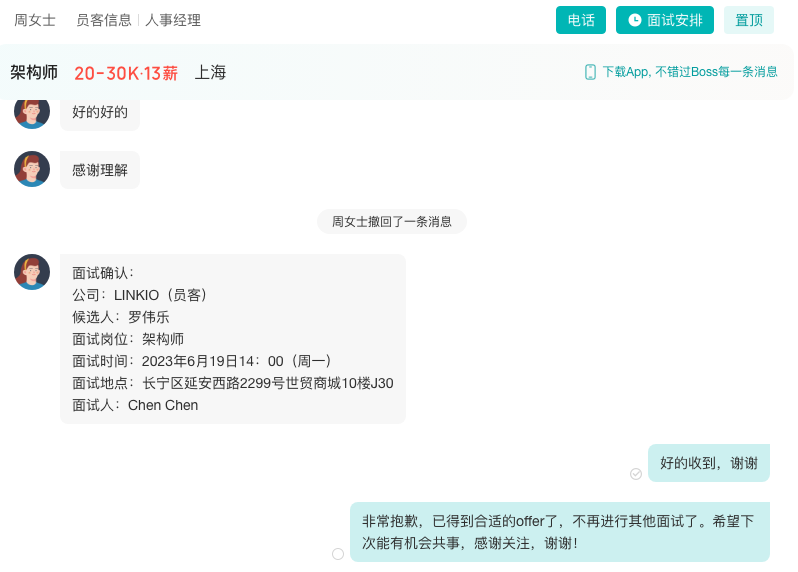 周女士 员客信息 人事经理 电话 面试安排 置顶
架构师 20-30K·13薪 上海 下载App, 不错过Boss每一条消息
好的好的
感谢理解
周女士撤回了一条消息
面试确认：
公司：LINKIO（员客）
候选人：罗伟乐
面试岗位：架构师
面试时间：2023年6月19日14：00（周一）
面试地点：长宁区延安西路2299号世贸商城10楼J30
面试人：Chen Chen
好的收到，谢谢
非常抱歉，已得到合适的offer了，不再进行其他面试了。希望下
次能有机会共事，感谢关注，谢谢！